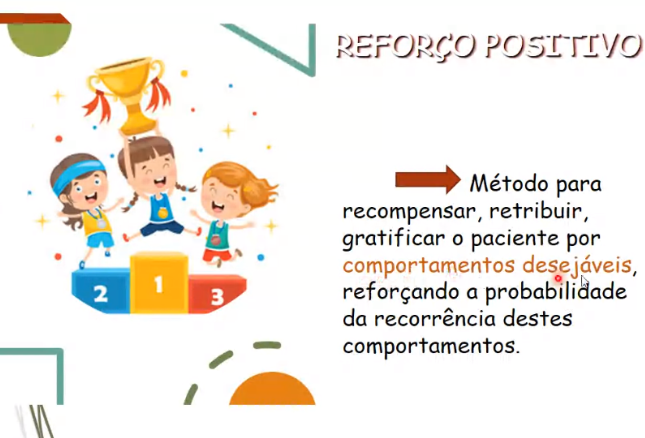 REFORÇO POSITIVO
Método para
recompensar, retribuir,
gratificar o paciente por
comportamentos desejáveis,
reforçando a probabilidade
da recorrência destes
comportamentos.
2 1 3